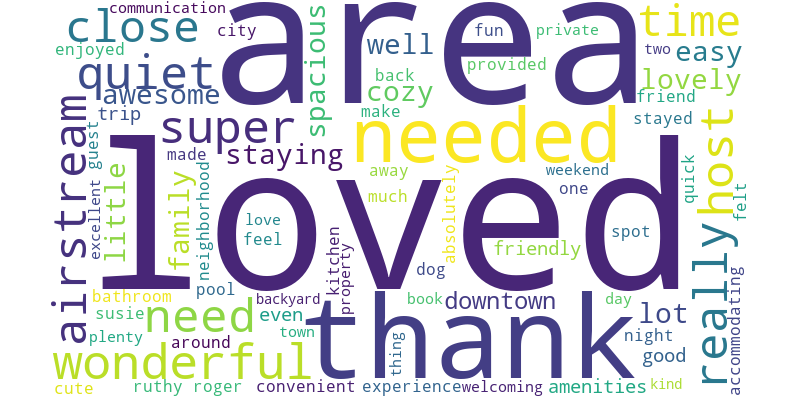 communication
area
time
close
city
fun
private
enjoyed
well
two
easy
quiet
spacious
back
provided
lovely
awesome
cozy
friend
trip
make
stayed
super
needed
host
airstream
guest
made
staying
away
weekend
quick
excellent
little
family
neighborhood
loved
much
one
absolutely
felt
love
feel
spot
friendly
really
kitchen
property
dog
pool
bathroom
backyard
book
downtown
day
lot
accommodating
susie
need
even
thank
night
plenty
town
around
thing
good
wonderful
cute
ruthy roger
convenient
experience
welcoming
amenities
kind